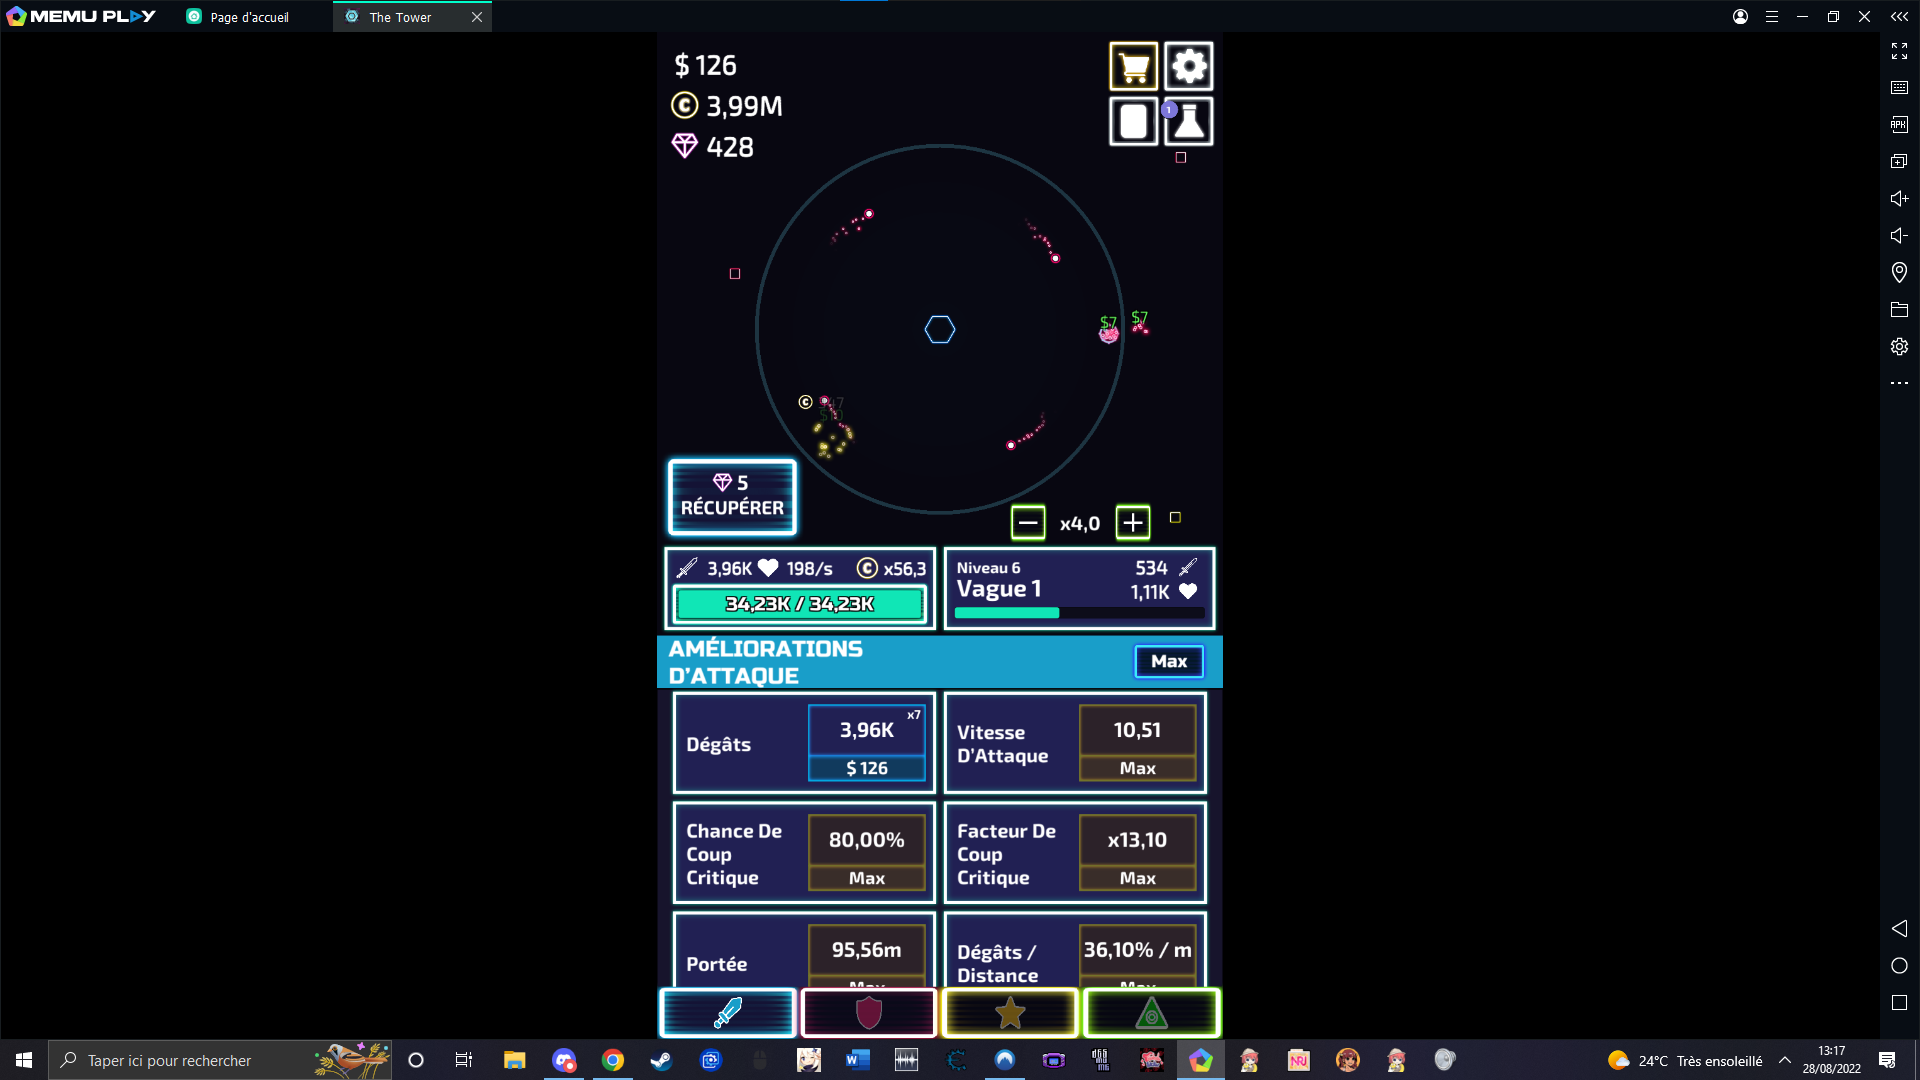 MEMU PLAY
Page d'accueil
The Tower
$ 126
C 3,99M
428
1
$7
$7
C
5
RÉCUPÉRER
x4,0
3,96K
198/s
C x56,3
34,23K / 34,23K
Niveau 6
Vague 1
534
1,11K
AMÉLIORATIONS
D'ATTAQUE
Max
Dégâts
x7
3,96K
$ 126
Vitesse
D'Attaque
10,51
Max
Chance De
Coup
Critique
80,00%
Max
Facteur De
Coup
Critique
x13,10
Max
Portée
95,56m
Max
Dégâts /
Distance
36,10% / m
Max
APK
Taper ici pour rechercher
24°C Très ensoleillé
13:17
28/08/2022